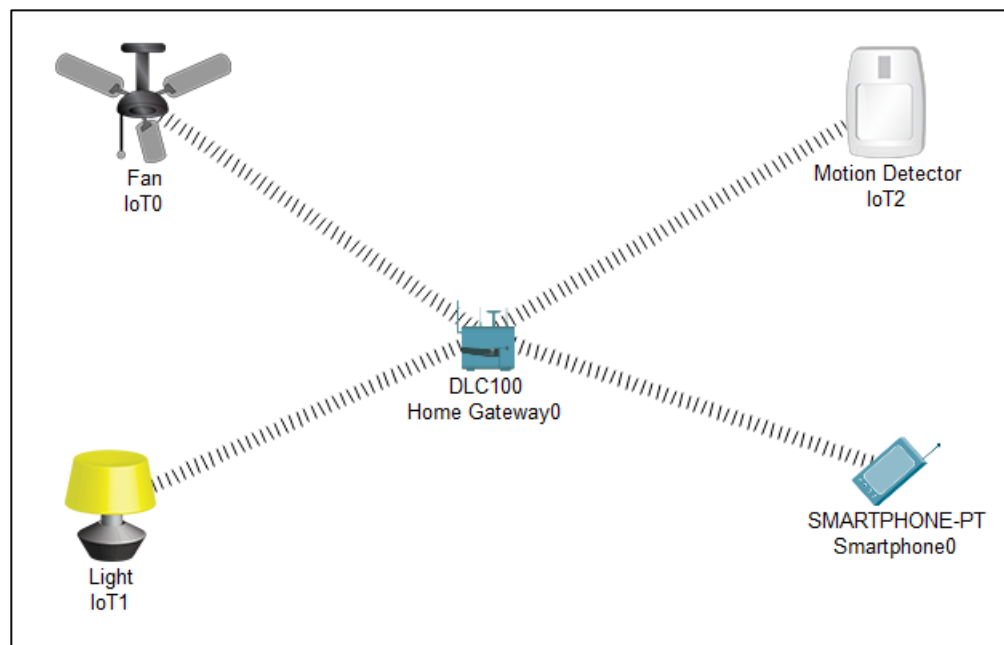 Fan
IoT0
Motion Detector
IoT2
DLC100
Home Gateway0
SMARTPHONE-PT
Smartphone0
Light
IoT1